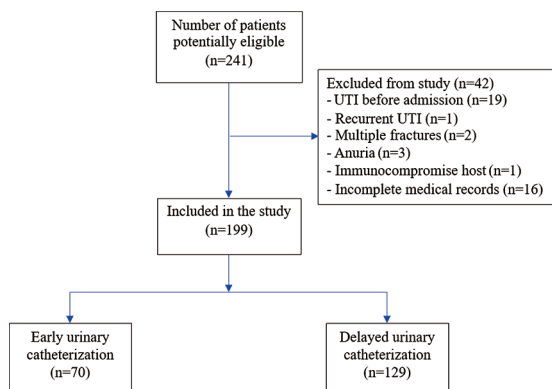 Number of patients
potentially eligible
(n=241)
Excluded from study (n=42)
- UTI before admission (n=19)
- Recurrent UTI (n=1)
- Multiple fractures (n=2)
- Anuria (n=3)
- Immunocompromise host (n=1)
- Incomplete medical records (n=16)
Included in the study
(n=199)
Early urinary
catheterization
(n=70)
Delayed urinary
catheterization
(n=129)